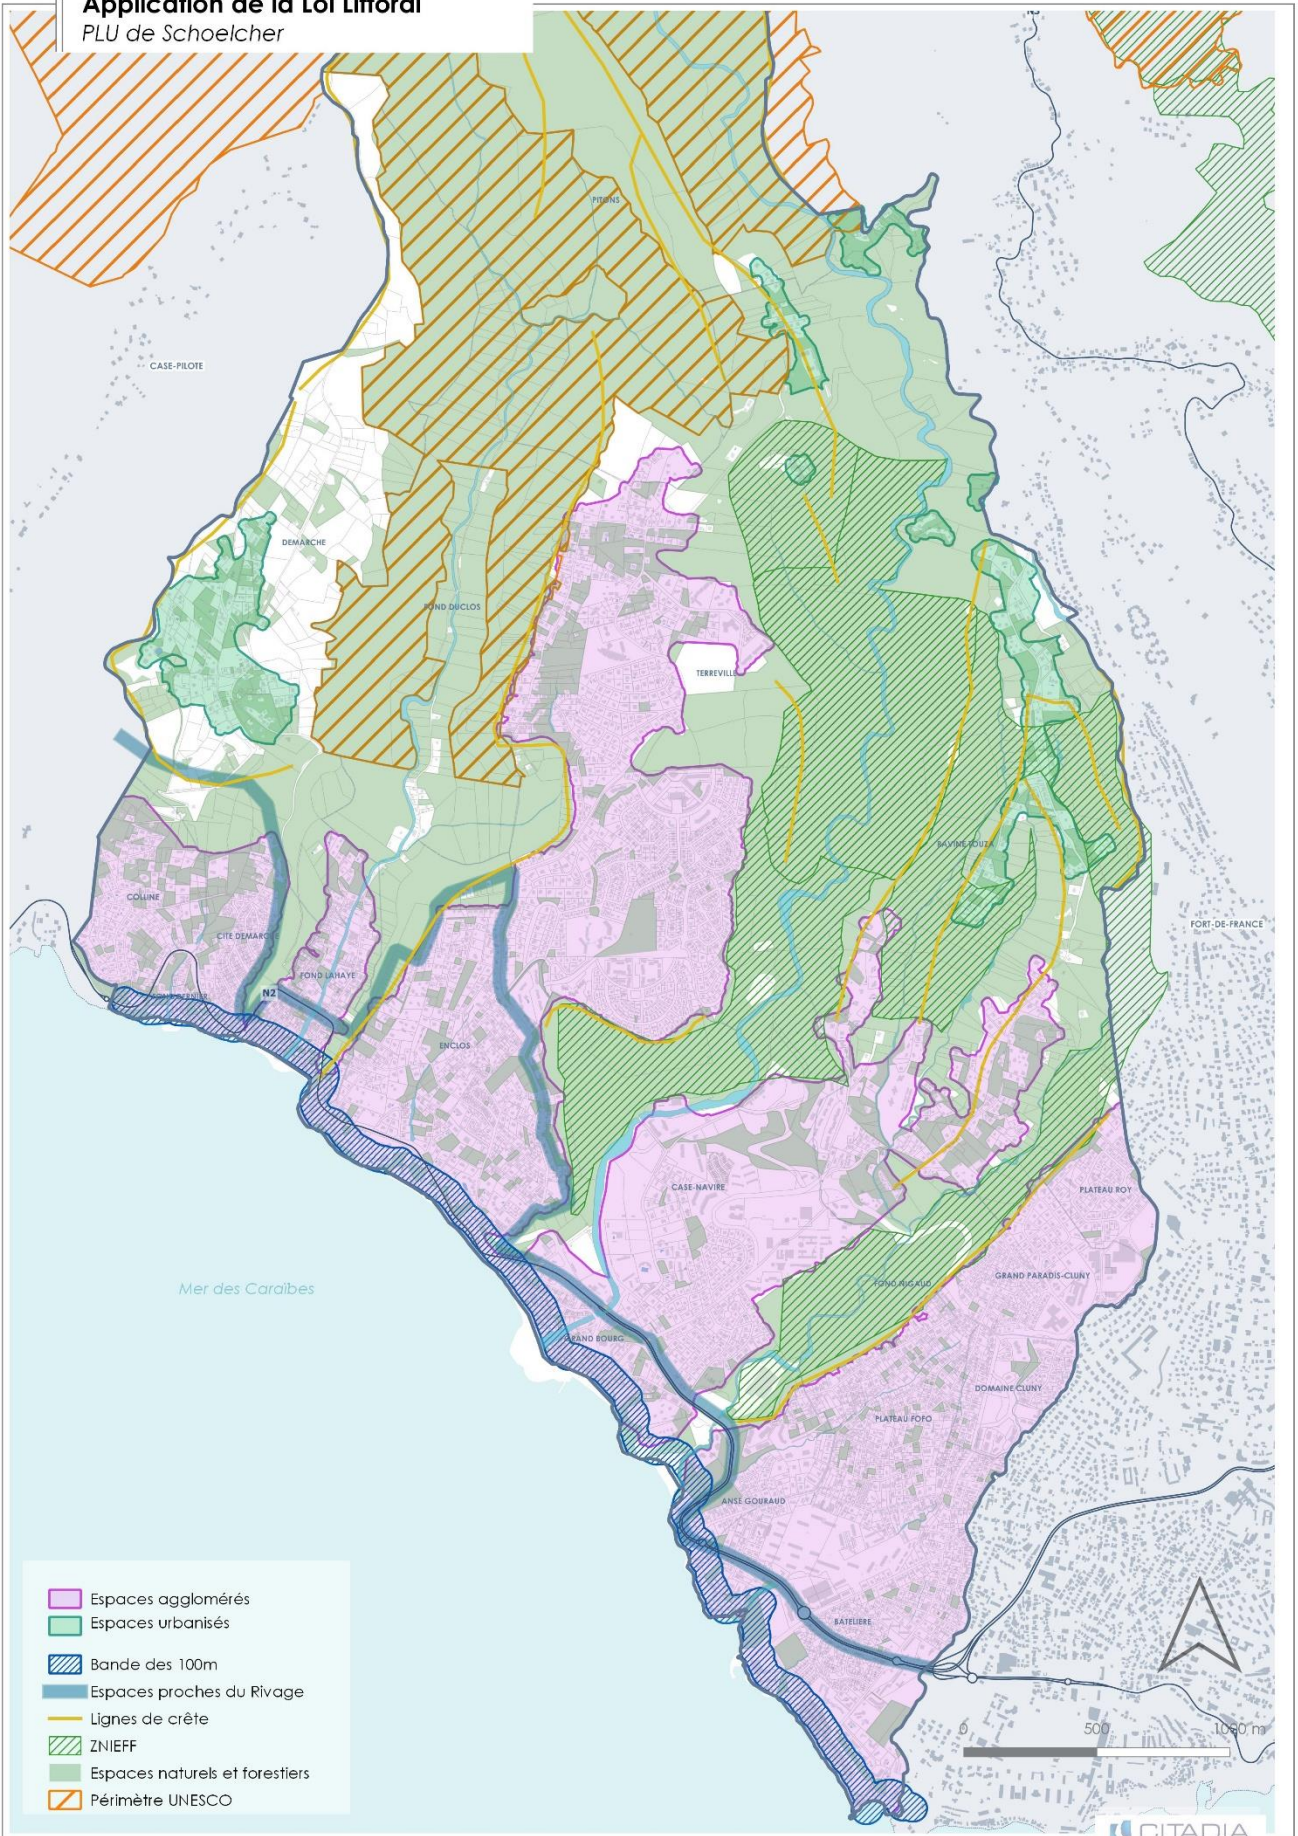 Application de la Loi Littoral
PLU de Schoelcher
PITONS
CASE-PILOTE
DEMARCHE
FOND DUCLOS
TERREVILLE
RAVINE TOUZA
COLLINE
CITE DEMARCHE
FORT-DE-FRANCE
FOND LAHAYE
N2
ENCLOS
CASE-NAVIRE
PLATEAU ROY
Mer des Caraïbes
FOND NIGAUD
GRAND PARADIS-CLUNY
GRAND BOURG
DOMAINE CLUNY
PLATEAU FOFO
ANSE GOURAUD
BATELIERE
Espaces agglomérés
Espaces urbanisés
Bande des 100m
Espaces proches du Rivage
Lignes de crête
ZNIEFF
Espaces naturels et forestiers
Périmètre UNESCO
0 500 1000 m
CITADIA